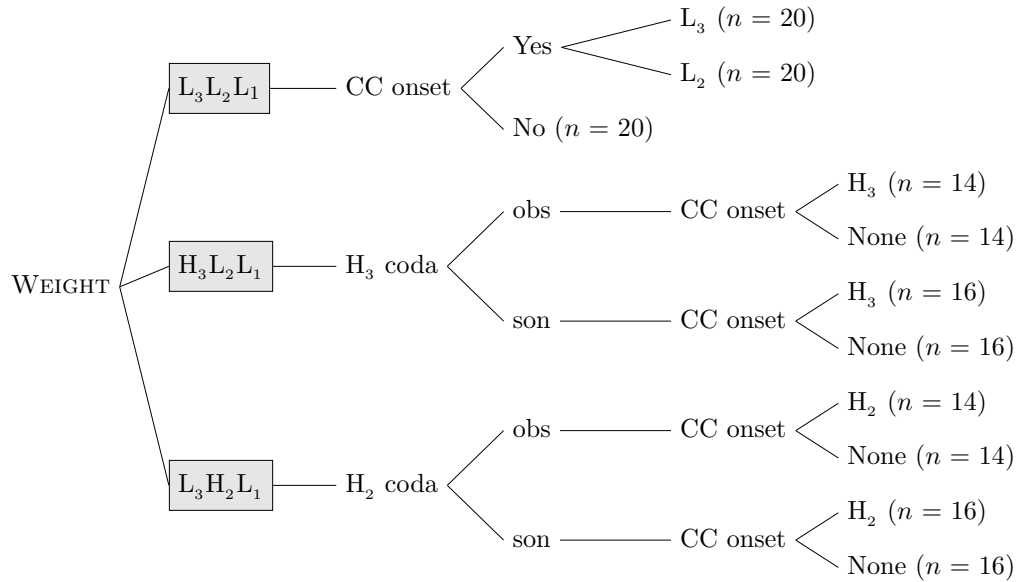 WEIGHT
L₃L₂L₁
CC onset
Yes
L₃ (n = 20)
L₂ (n = 20)
No (n = 20)
H₃L₂L₁
H₃ coda
obs
CC onset
H₃ (n = 14)
None (n = 14)
son
CC onset
H₃ (n = 16)
None (n = 16)
L₃H₂L₁
H₂ coda
obs
CC onset
H₂ (n = 14)
None (n = 14)
son
CC onset
H₂ (n = 16)
None (n = 16)